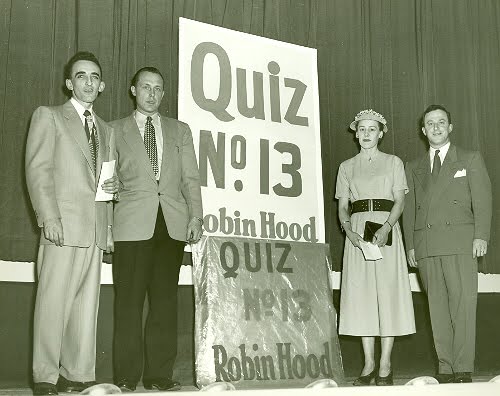 Quiz
Nº. 13
Robin Hood
QUIZ
Nº 13
Robin Hood